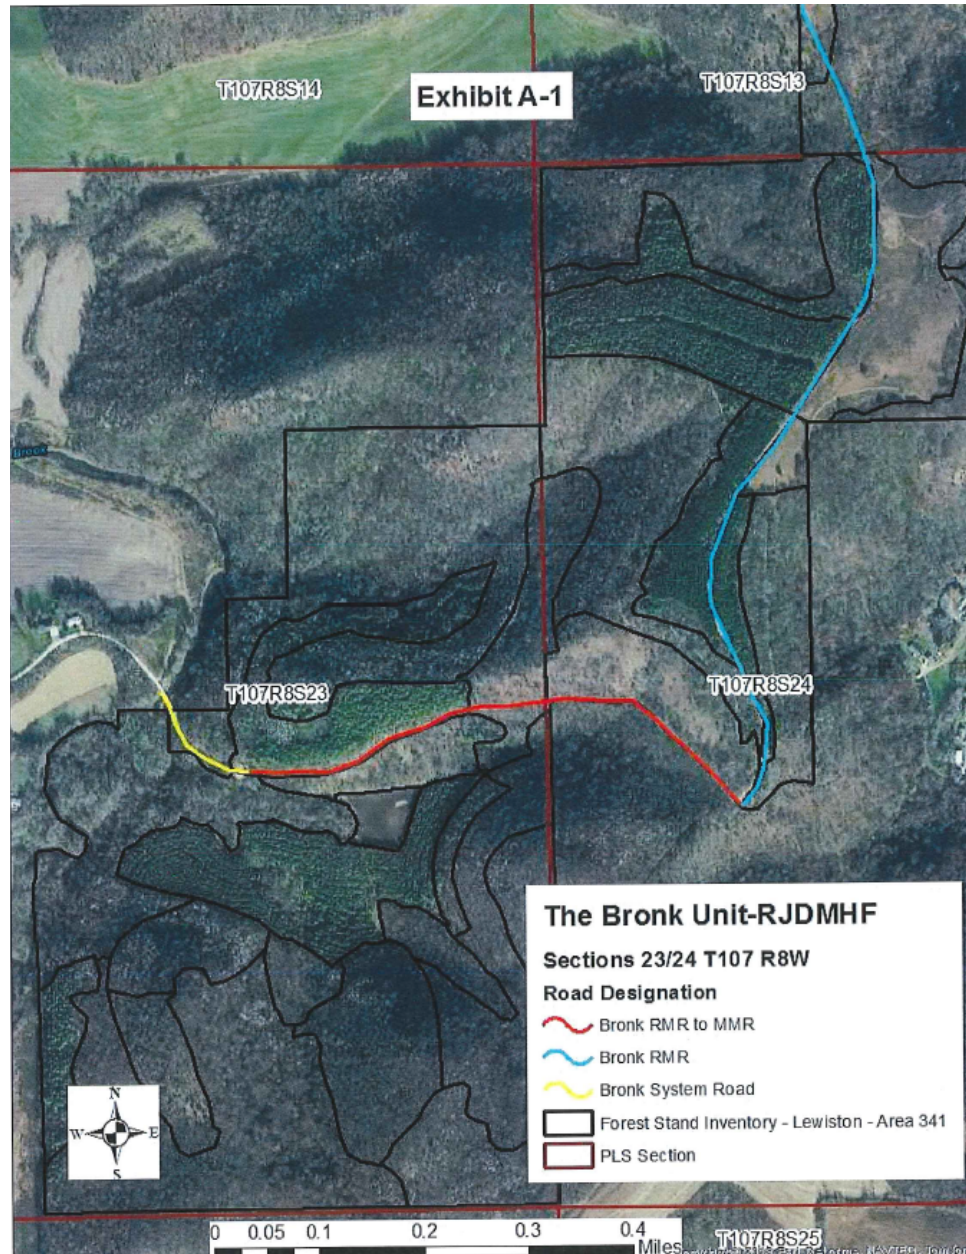 T107R8S14
Exhibit A-1
T107R8S13
Brook
T107R8S23
T107R8S24
The Bronk Unit-RJDMHF
Sections 23/24 T107 R8W
Road Designation
Bronk RMR to MMR
Bronk RMR
Bronk System Road
Forest Stand Inventory - Lewiston - Area 341
PLS Section
N
W E
S
0 0.05 0.1 0.2 0.3 0.4
Miles
T107R8S25